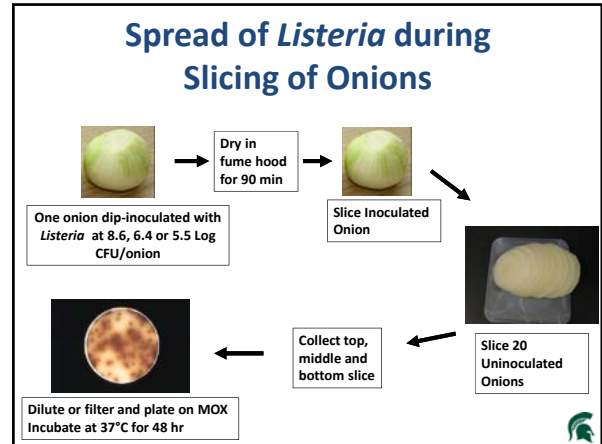 Spread of Listeria during
Slicing of Onions
One onion dip-inoculated with
Listeria at 8.6, 6.4 or 5.5 Log
CFU/onion
Dry in
fume hood
for 90 min
Slice Inoculated
Onion
Slice 20
Uninoculated
Onions
Collect top,
middle and
bottom slice
Dilute or filter and plate on MOX
Incubate at 37°C for 48 hr